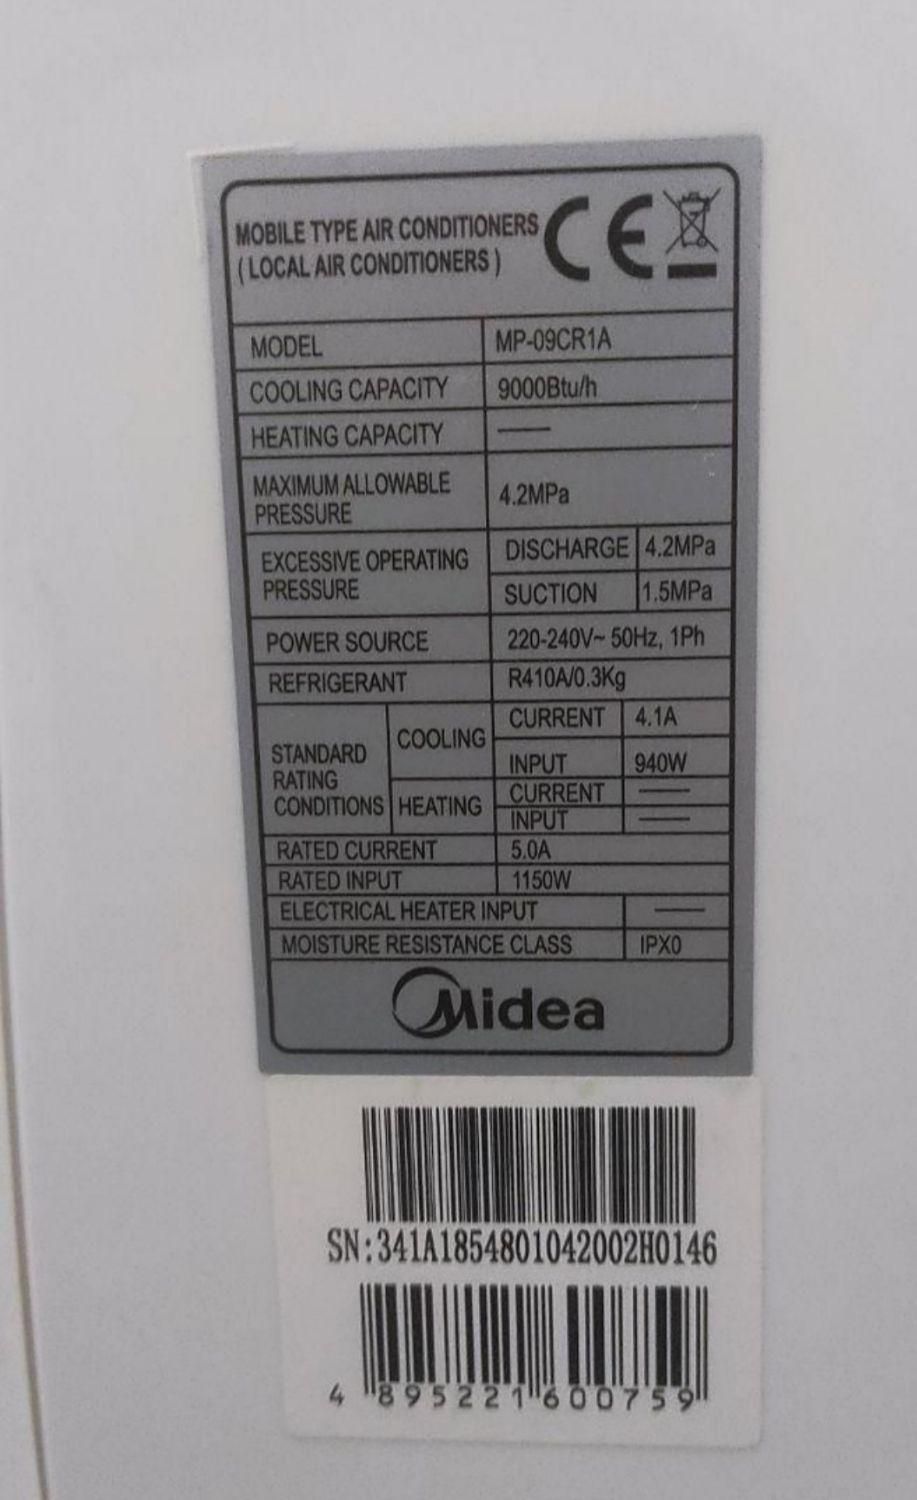 MOBILE TYPE AIR CONDITIONERS
( LOCAL AIR CONDITIONERS )
CE
MODEL MP-09CR1A
COOLING CAPACITY 9000Btu/h
HEATING CAPACITY ——
MAXIMUM ALLOWABLE
PRESSURE
4.2MPa
EXCESSIVE OPERATING
PRESSURE
DISCHARGE 4.2MPa
SUCTION 1.5MPa
POWER SOURCE 220-240V~ 50Hz, 1Ph
REFRIGERANT R410A/0.3Kg
STANDARD
RATING
CONDITIONS
COOLING
CURRENT 4.1A
INPUT 940W
HEATING
CURRENT ——
INPUT ——
RATED CURRENT 5.0A
RATED INPUT 1150W
ELECTRICAL HEATER INPUT ——
MOISTURE RESISTANCE CLASS IPX0
Midea
SN:341A1854801042002H0146
4 895221 600759